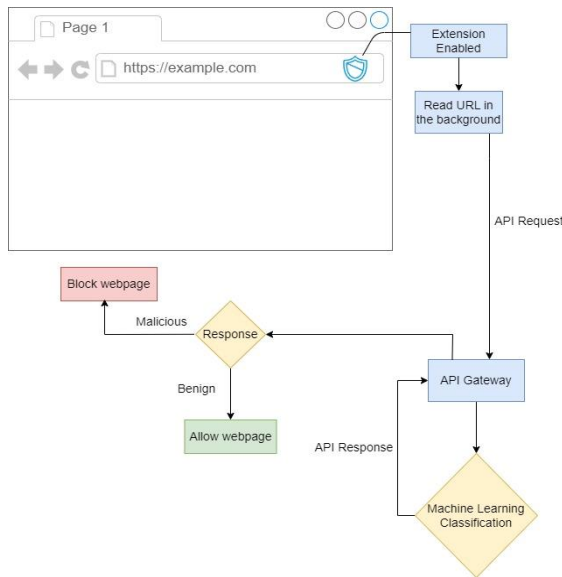 Page 1
https://example.com
Extension
Enabled
Read URL in
the background
API Request
Block webpage
Malicious
Response
Benign
Allow webpage
API Gateway
API Response
Machine Learning
Classification